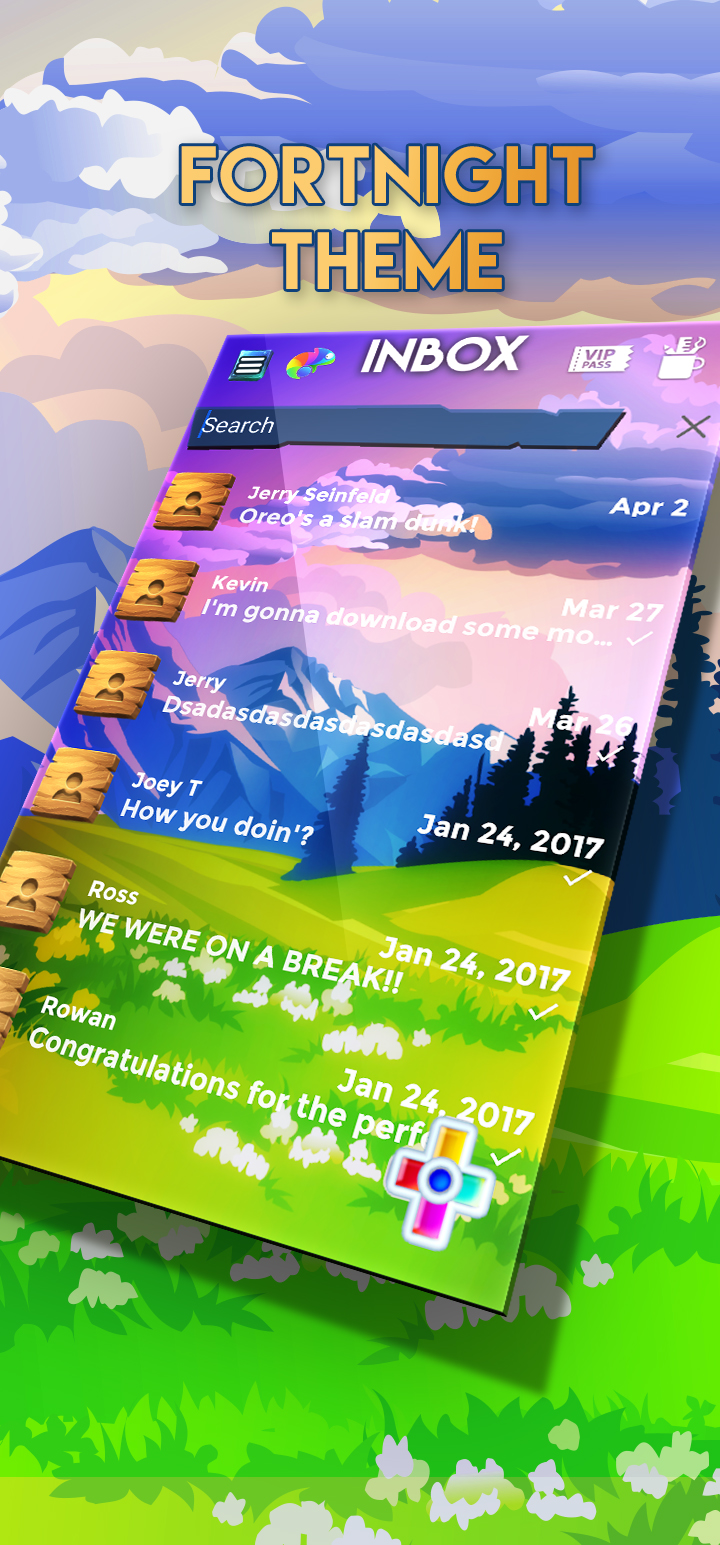 FORTNIGHT
THEME
INBOX
VIP
PASS
Search
Jerry Seinfeld
Oreo's a slam dunk!
Apr 2
Kevin
I'm gonna download some mo...
Mar 27
Jerry
Dsadasdasdasdasdasdasd
Mar 26
Joey T
How you doin'?
Jan 24, 2017
Ross
WE WERE ON A BREAK!!
Jan 24, 2017
Rowan
Congratulations for the perf
Jan 24, 2017